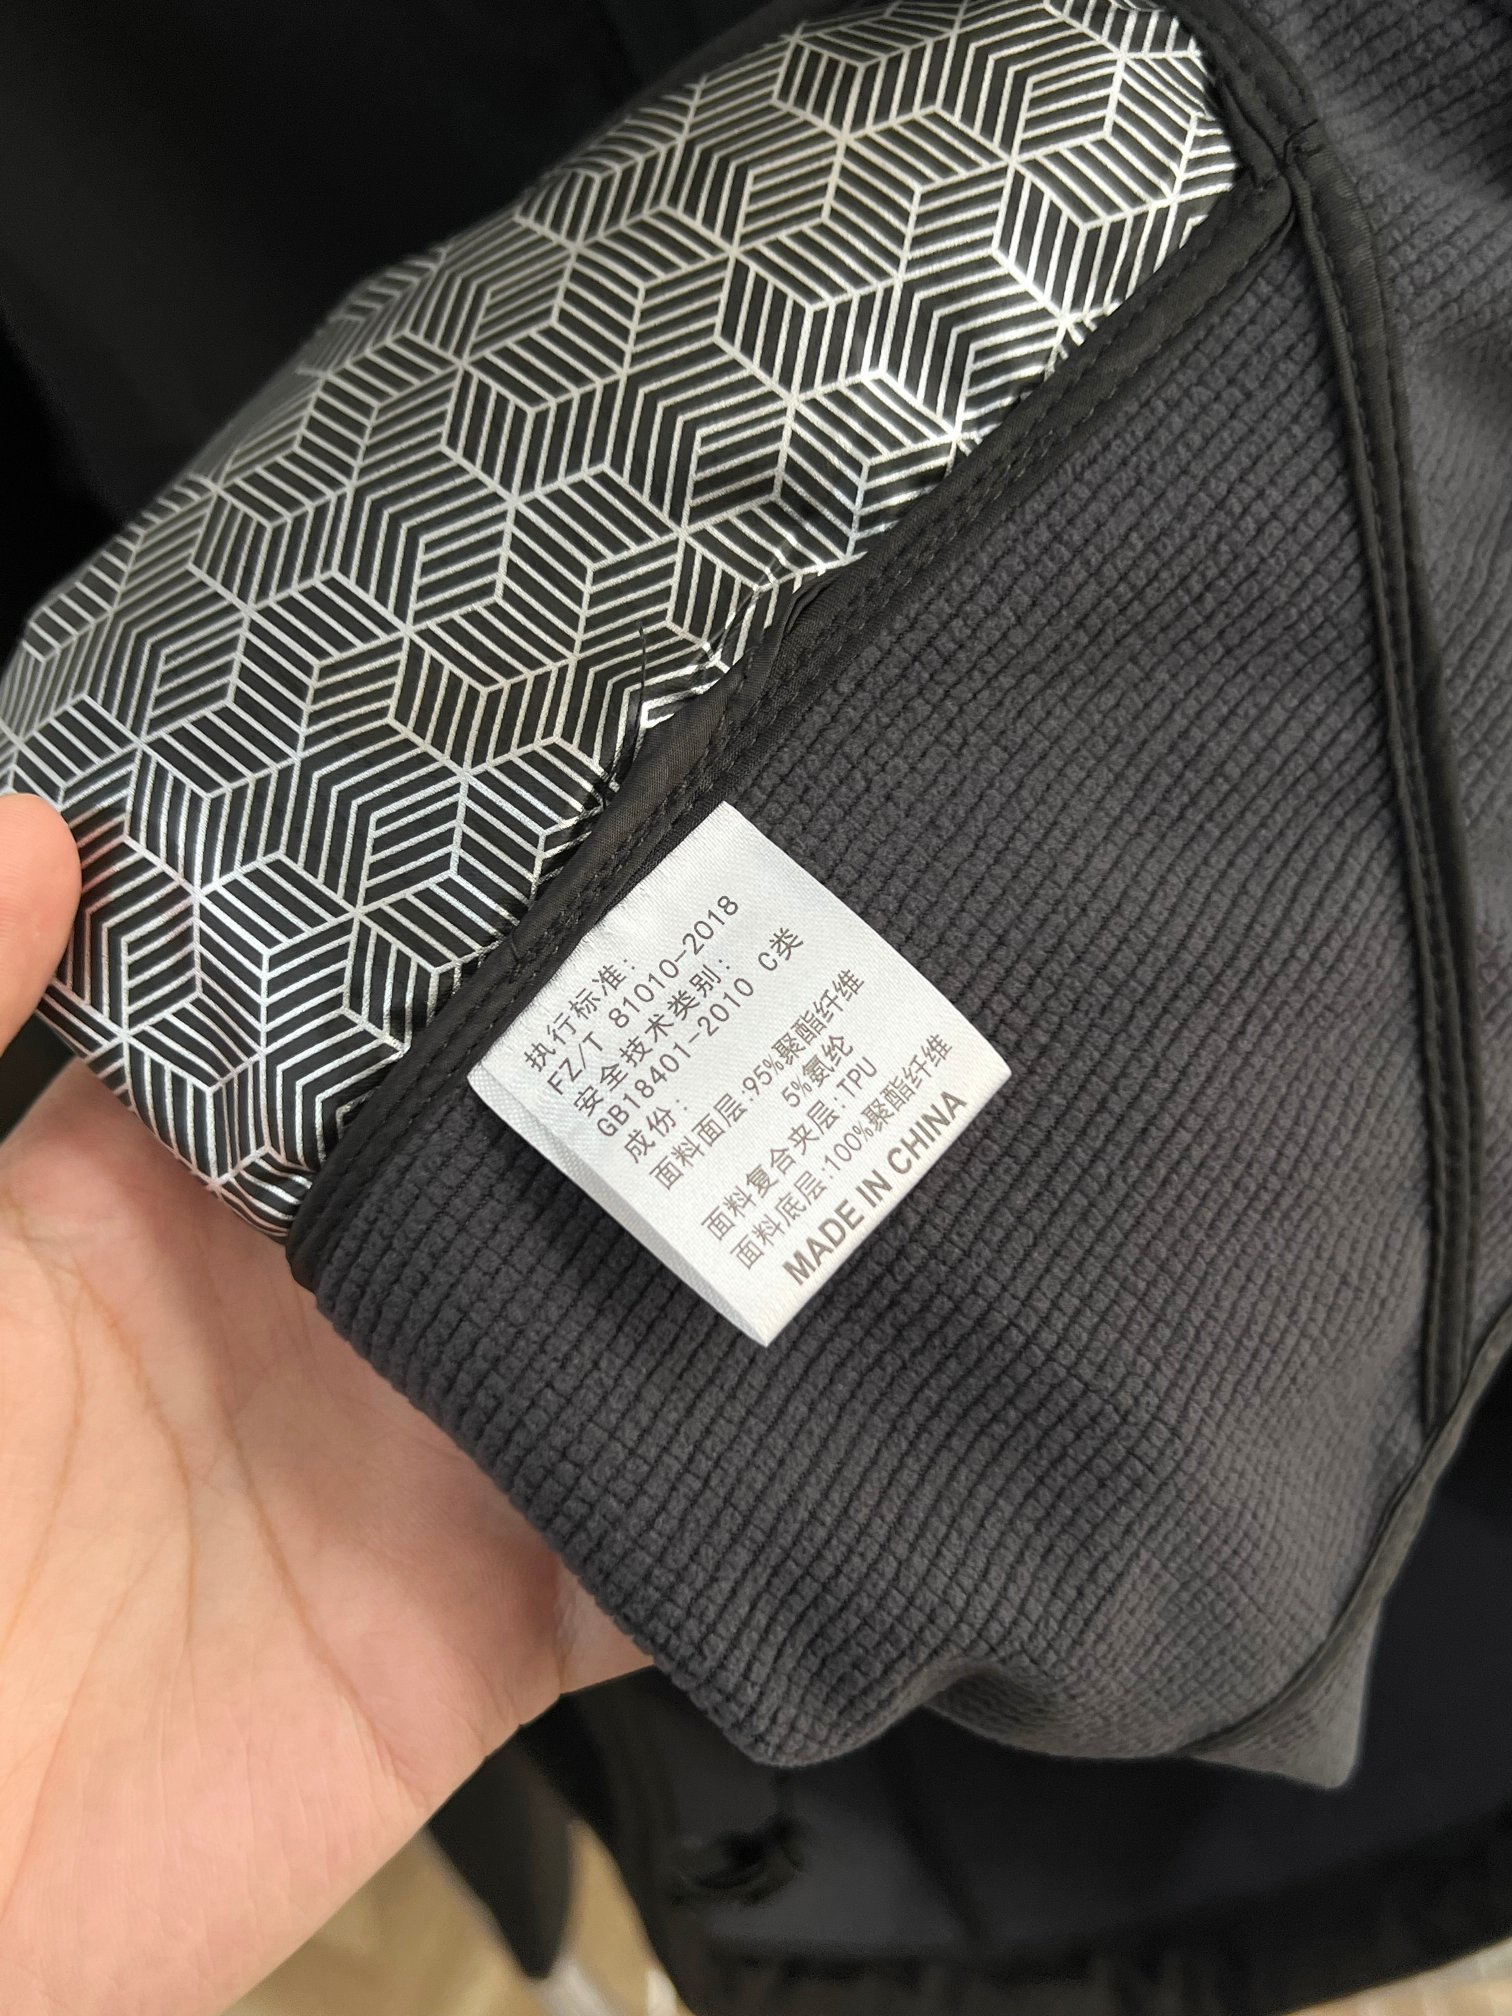 执行标准:
FZ/T 81010-2018
安全技术类别:
GB18401-2010 C类
成份:
面料面层:95%聚酯纤维
5%氨纶
面料复合夹层:TPU
面料底层:100%聚酯纤维
MADE IN CHINA